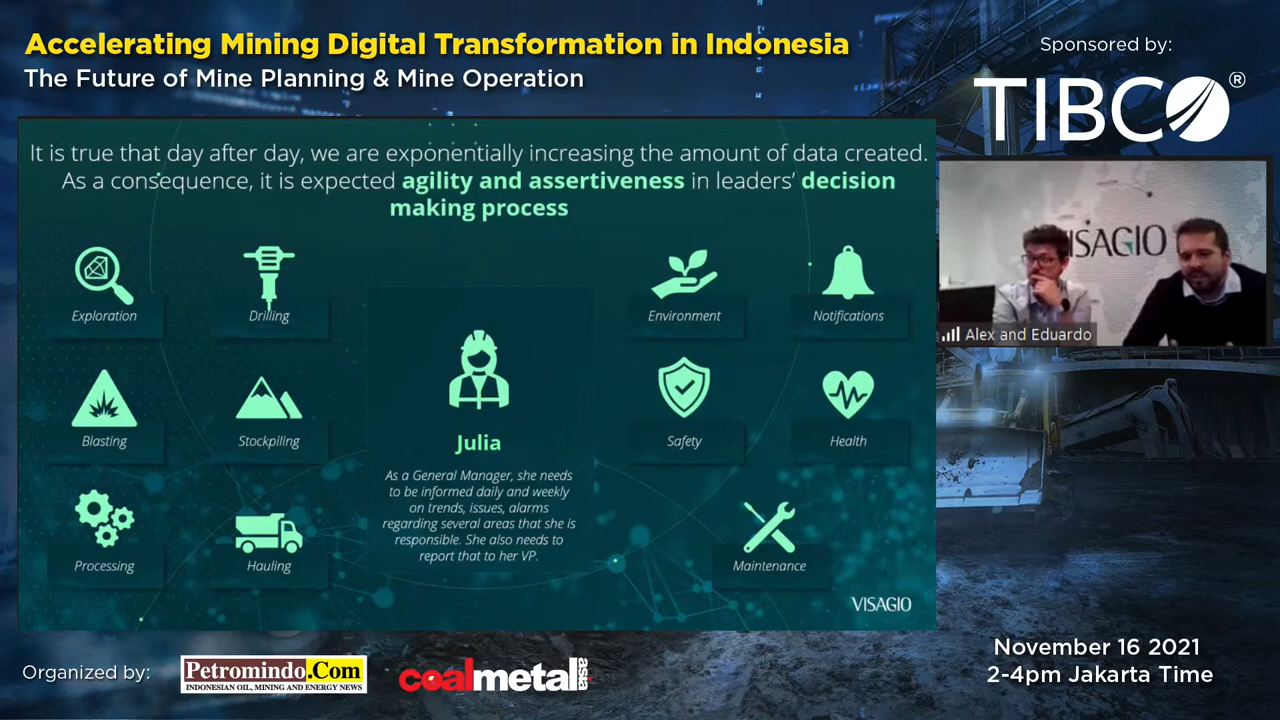 Accelerating Mining Digital Transformation in Indonesia
The Future of Mine Planning & Mine Operation
Sponsored by:
TIBCO®
It is true that day after day, we are exponentially increasing the amount of data created.
As a consequence, it is expected agility and assertiveness in leaders’ decision
making process
Exploration
Drilling
Environment
Notifications
Blasting
Stockpiling
Safety
Health
Processing
Hauling
Maintenance
Julia
As a General Manager, she needs
to be informed daily and weekly
on trends, issues, alarms
regarding several areas that she is
responsible. She also needs to
report that to her VP.
VISAGIO
VISAGIO
Alex and Eduardo
Organized by:
Petromindo.Com
INDONESIAN OIL, MINING AND ENERGY NEWS
coalmetal asia
November 16 2021
2-4pm Jakarta Time